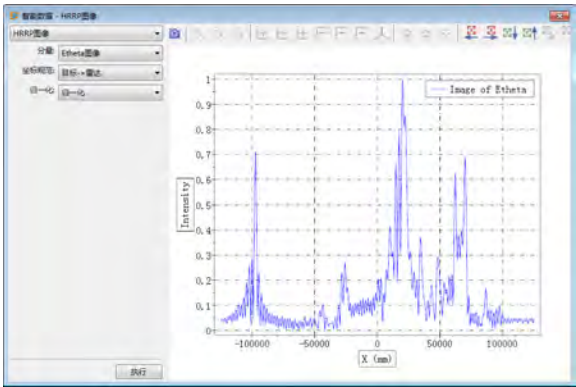 智能数据 - HRRP图像
HRRP图像
分量: Etheta图像
坐标规范: 目标->雷达
归一化: 归一化
执行
Image of Etheta
Intensity
1
0.9
0.8
0.7
0.6
0.5
0.4
0.3
0.2
0.1
0
-100000 -50000 0 50000 100000
X (mm)